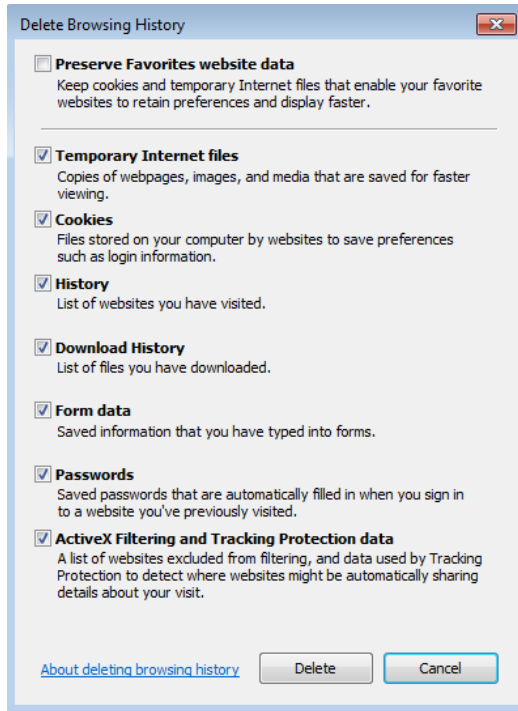 Delete Browsing History
Preserve Favorites website data
Keep cookies and temporary Internet files that enable your favorite
websites to retain preferences and display faster.
Temporary Internet files
Copies of webpages, images, and media that are saved for faster
viewing.
Cookies
Files stored on your computer by websites to save preferences
such as login information.
History
List of websites you have visited.
Download History
List of files you have downloaded.
Form data
Saved information that you have typed into forms.
Passwords
Saved passwords that are automatically filled in when you sign in
to a website you've previously visited.
ActiveX Filtering and Tracking Protection data
A list of websites excluded from filtering, and data used by Tracking
Protection to detect where websites might be automatically sharing
details about your visit.
About deleting browsing history Delete Cancel